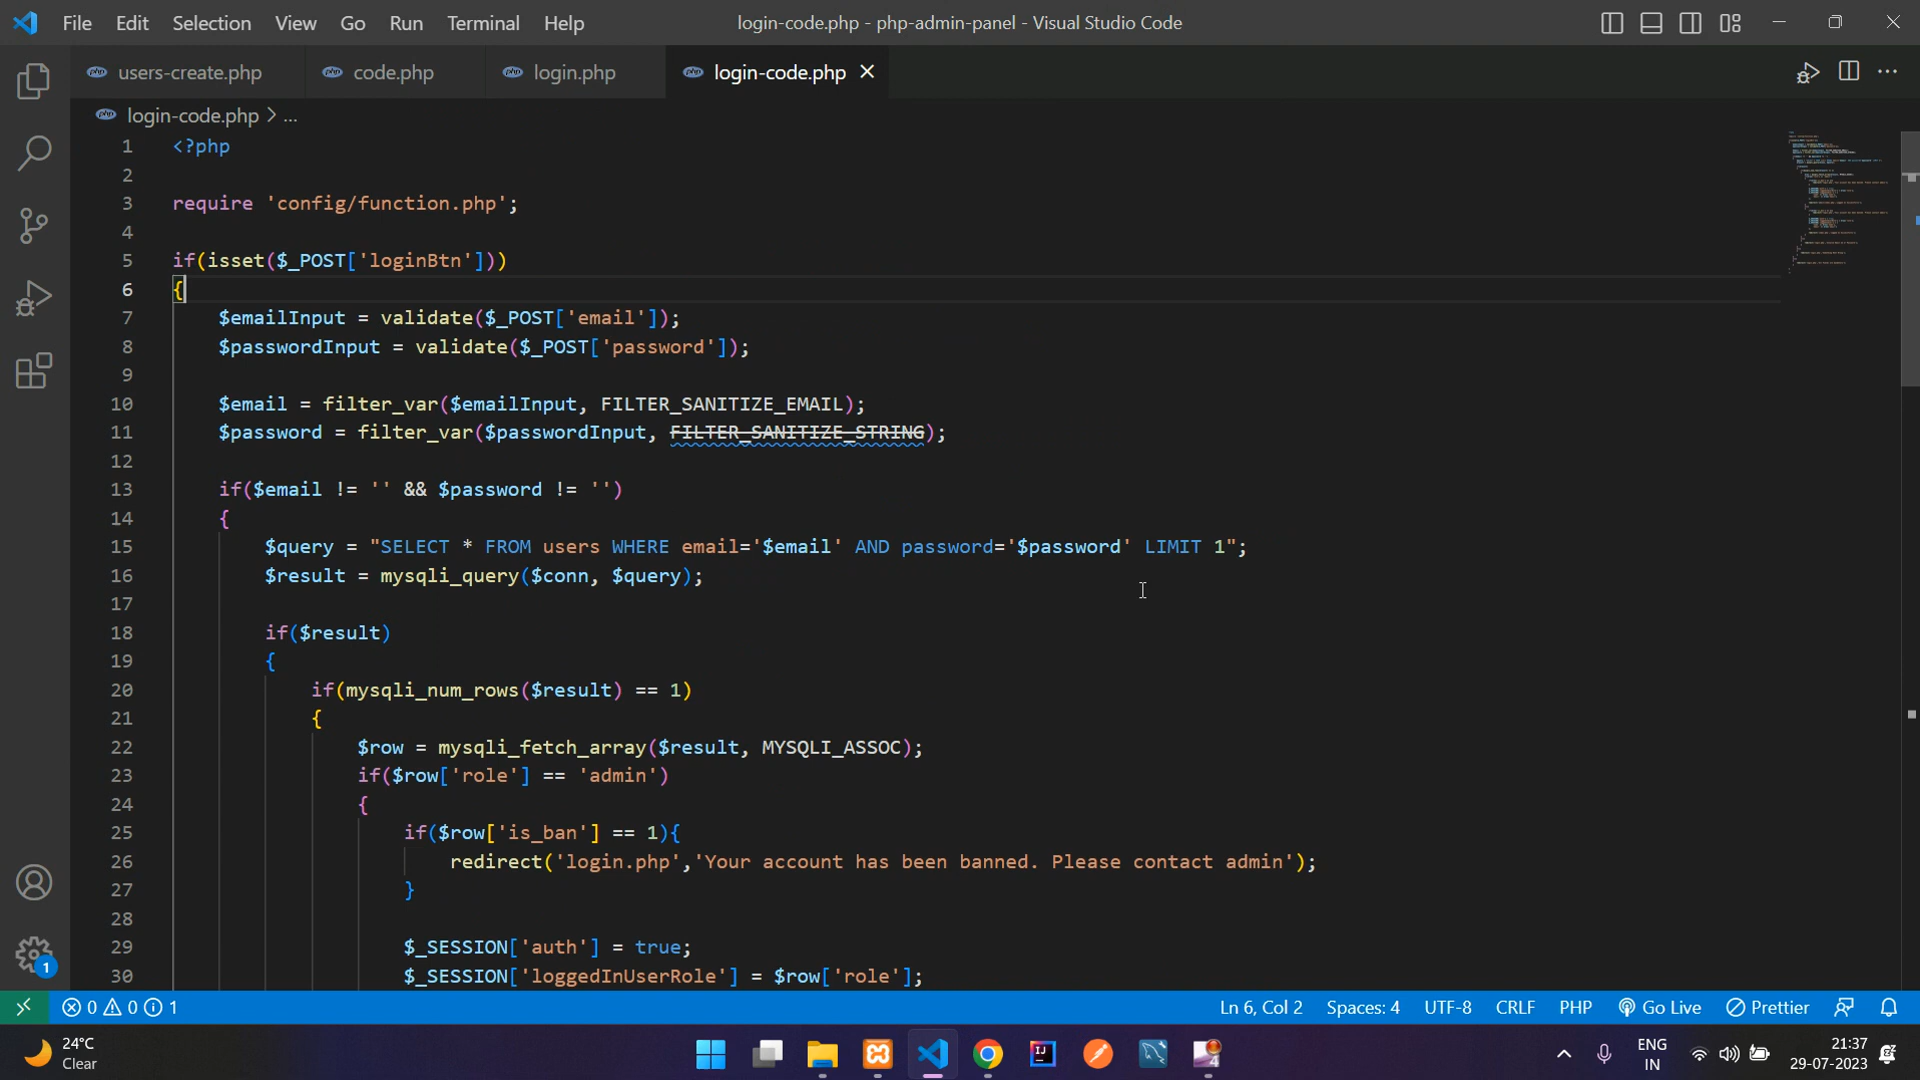 File Edit Selection View Go Run Terminal Help login-code.php - php-admin-panel - Visual Studio Code
users-create.php code.php login.php login-code.php
login-code.php > ...
1 <?php
2
3 require 'config/function.php';
4
5 if(isset($_POST['loginBtn']))
6 {
7 $emailInput = validate($_POST['email']);
8 $passwordInput = validate($_POST['password']);
9
10 $email = filter_var($emailInput, FILTER_SANITIZE_EMAIL);
11 $password = filter_var($passwordInput, FILTER_SANITIZE_STRING);
12
13 if($email != '' && $password != '')
14 {
15 $query = "SELECT * FROM users WHERE email='$email' AND password='$password' LIMIT 1";
16 $result = mysqli_query($conn, $query);
17
18 if($result)
19 {
20 if(mysqli_num_rows($result) == 1)
21 {
22 $row = mysqli_fetch_array($result, MYSQLI_ASSOC);
23 if($row['role'] == 'admin')
24 {
25 if($row['is_ban'] == 1){
26 redirect('login.php','Your account has been banned. Please contact admin');
27 }
28
29 $_SESSION['auth'] = true;
30 $_SESSION['loggedInUserRole'] = $row['role'];
1
0 0 1 Ln 6, Col 2 Spaces: 4 UTF-8 CRLF PHP Go Live Prettier
24°C
Clear
ENG
IN
21:37
29-07-2023